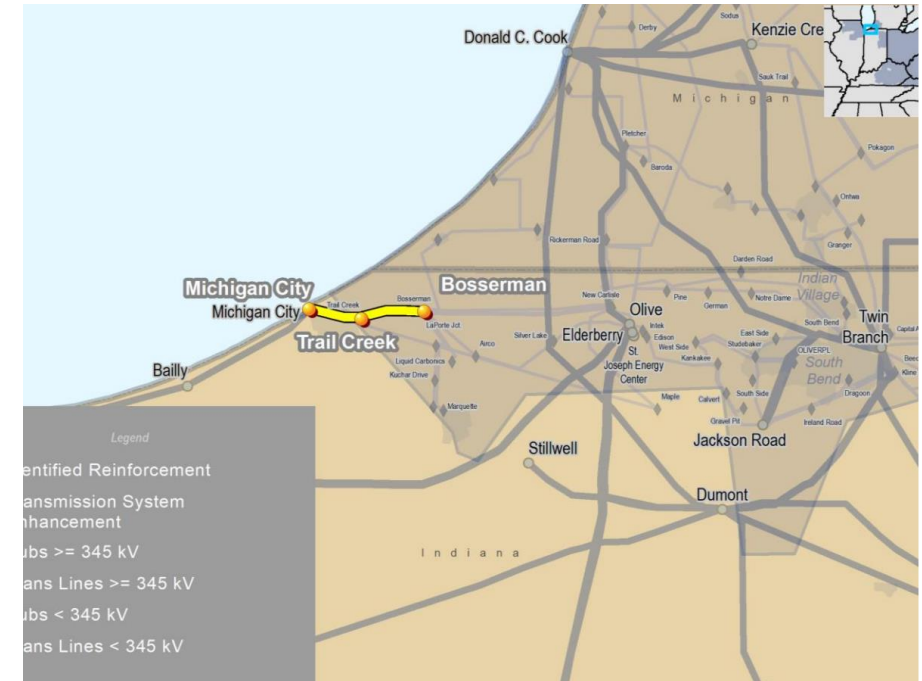 Sodus
Derby
Donald C. Cook
Kenzie Cre
Sauk Trail
Michigan
Pletcher
Pokagon
Baroda
Ontwa
Rickerman Road
Granger
Darden Road
Michigan City
Bosserman
Indian
Village
New Carlisle
Pine
German
Notre Dame
Trail Creek
Bosserman
Michigan City
Olive
Twin
Branch
LaPorte Jct.
South Bend
Capital A
Trail Creek
Silver Lake
Elderberry
Intek
Edison
West Side
East Side
Studebaker
Airco
St.
Joseph Energy
Center
OLIVERPL
South
Bend
Liquid Carbonics
Kankakee
Bailly
Kuchar Drive
Beec
Kline
Maple
Calvert
South Side
Dragoon
Marquette
Gravel Pit
Ireland Road
Jackson Road
Legend
Stillwell
entified Reinforcement
ansmission System
nhancement
Dumont
ubs >= 345 kV
Indiana
ans Lines >= 345 kV
ubs < 345 kV
ans Lines < 345 kV